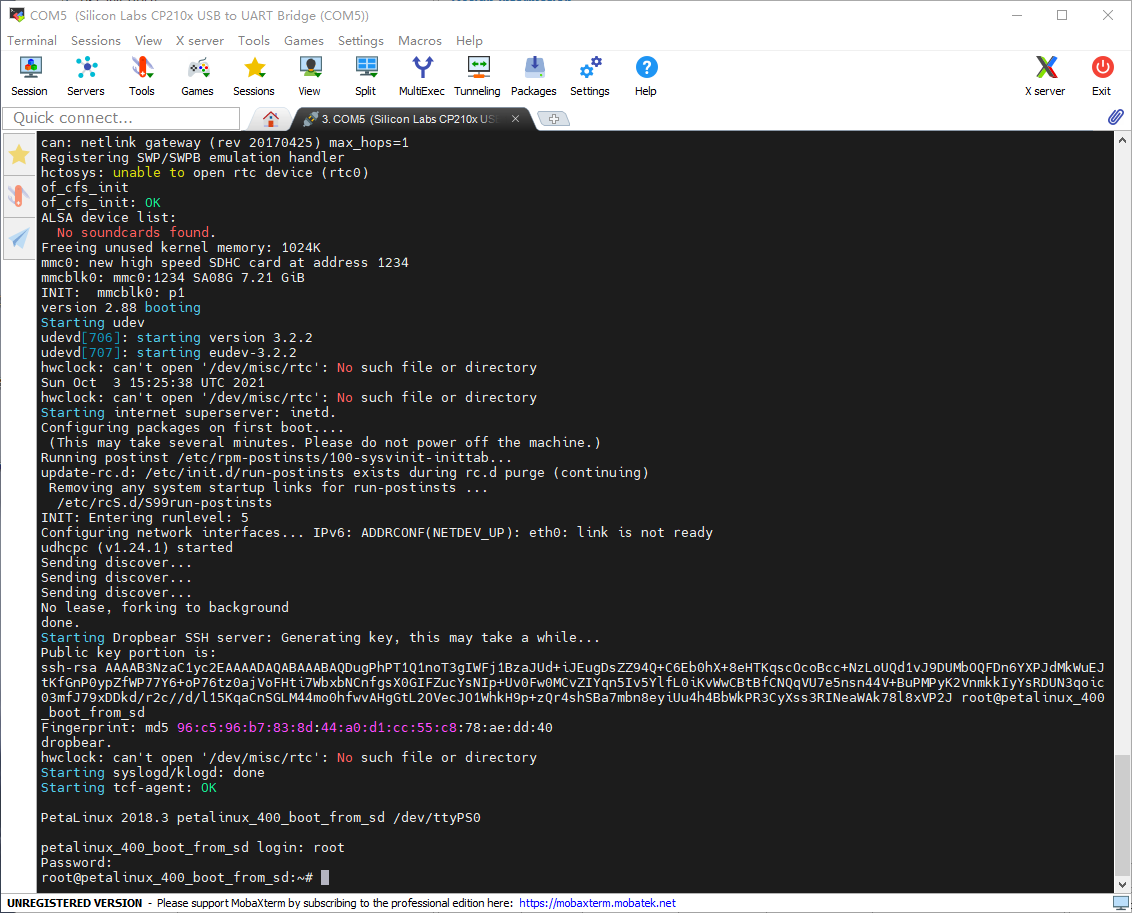 COM5 (Silicon Labs CP210x USB to UART Bridge (COM5))
Terminal Sessions View X server Tools Games Settings Macros Help
Session Servers Tools Games Sessions View Split MultiExec Tunneling Packages Settings Help X server Exit
Quick connect...
3. COM5 (Silicon Labs CP210x USB
can: netlink gateway (rev 20170425) max_hops=1
Registering SWP/SWPB emulation handler
hctosys: unable to open rtc device (rtc0)
of_cfs_init
of_cfs_init: OK
ALSA device list:
  No soundcards found.
Freeing unused kernel memory: 1024K
mmc0: new high speed SDHC card at address 1234
mmcblk0: mmc0:1234 SA08G 7.21 GiB
INIT:  mmcblk0: p1
version 2.88 booting
Starting udev
udevd[706]: starting version 3.2.2
udevd[707]: starting eudev-3.2.2
hwclock: can't open '/dev/misc/rtc': No such file or directory
Sun Oct  3 15:25:38 UTC 2021
hwclock: can't open '/dev/misc/rtc': No such file or directory
Starting internet superserver: inetd.
Configuring packages on first boot....
 (This may take several minutes. Please do not power off the machine.)
Running postinst /etc/rpm-postinsts/100-sysvinit-inittab...
update-rc.d: /etc/init.d/run-postinsts exists during rc.d purge (continuing)
 Removing any system startup links for run-postinsts ...
  /etc/rcS.d/S99run-postinsts
INIT: Entering runlevel: 5
Configuring network interfaces... IPv6: ADDRCONF(NETDEV_UP): eth0: link is not ready
udhcpc (v1.24.1) started
Sending discover...
Sending discover...
Sending discover...
No lease, forking to background
done.
Starting Dropbear SSH server: Generating key, this may take a while...
Public key portion is:
ssh-rsa AAAAB3NzaC1yc2EAAAADAQABAAABAQDugPhPT1Q1noT3gIWFj1BzaJUd+iJEugDsZZ94Q+C6Eb0hX+8eHTKqscOcoBcc+NzLoUQd1vJ9DUMbOQFDn6YXPJdMkWuEJ
tKfGnP0ypZfWP77Y6+oP76tz0ajVoFHti7WbxbNCnfgsX0GIFZucYsNIp+Uv0Fw0MCvZIYqn5Iv5YlfL0iKvWwCBtBfCNQqVU7e5nsn44V+BuPMPyK2VnmkkIyYsRDUN3qoic
03mfJ79xDDkd/r2c//d/l15KqaCnSGLM44mo0hfwvAHgGtL2OVecJO1WhkH9p+zQr4shSBa7mbn8eyiUu4h4BbWkPR3CyXss3RINeaWAk78l8xVP2J root@petalinux_400
_boot_from_sd
Fingerprint: md5 96:c5:96:b7:83:8d:44:a0:d1:cc:55:c8:78:ae:dd:40
dropbear.
hwclock: can't open '/dev/misc/rtc': No such file or directory
Starting syslogd/klogd: done
Starting tcf-agent: OK
PetaLinux 2018.3 petalinux_400_boot_from_sd /dev/ttyPS0
petalinux_400_boot_from_sd login: root
Password:
root@petalinux_400_boot_from_sd:~#
UNREGISTERED VERSION - Please support MobaXterm by subscribing to the professional edition here: https://mobaxterm.mobatek.net